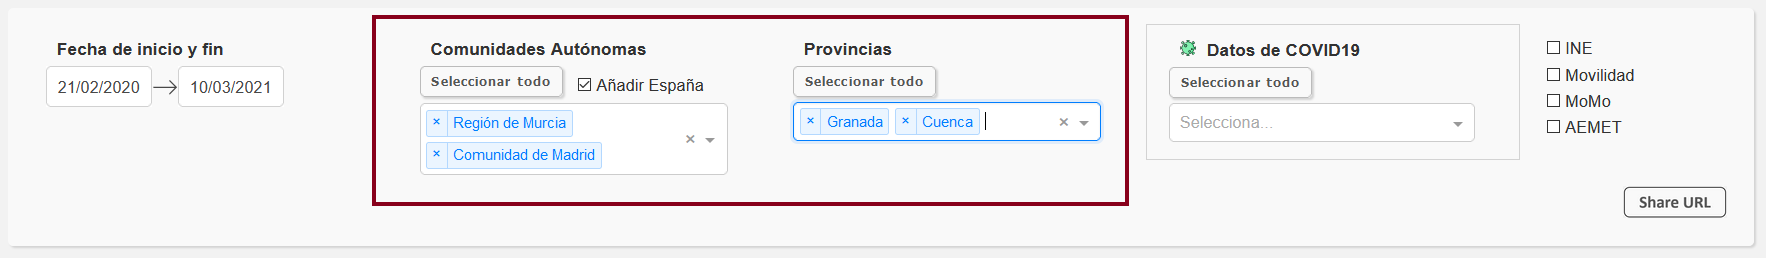 Fecha de inicio y fin
21/02/2020
10/03/2021
Comunidades Autónomas
Seleccionar todo
Añadir España
× Región de Murcia
× Comunidad de Madrid
×
Provincias
Seleccionar todo
× Granada × Cuenca ×
Datos de COVID19
Seleccionar todo
Selecciona...
INE
Movilidad
MoMo
AEMET
Share URL